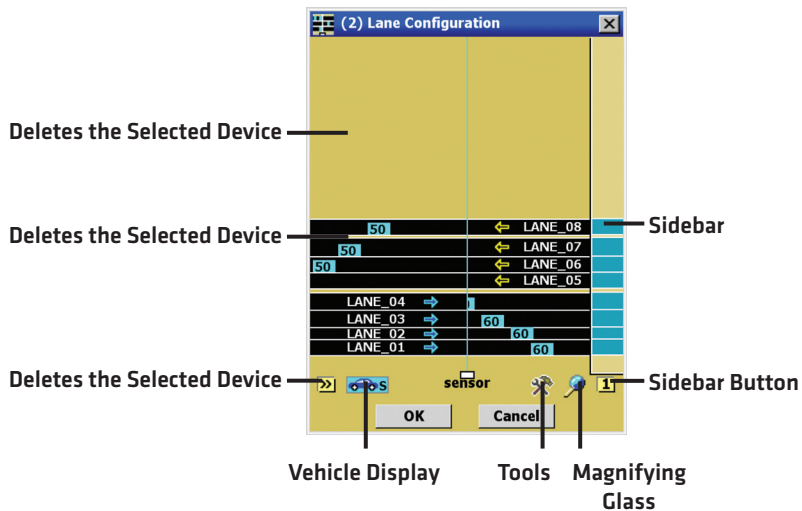 (2) Lane Configuration
Deletes the Selected Device
50 LANE_08
Sidebar
Deletes the Selected Device
50 LANE_07
50 LANE_06
LANE_05
LANE_04
LANE_03 60
LANE_02 60
LANE_01 60
Deletes the Selected Device
S
sensor
1
Sidebar Button
OK Cancel
Vehicle Display
Tools
Magnifying
Glass